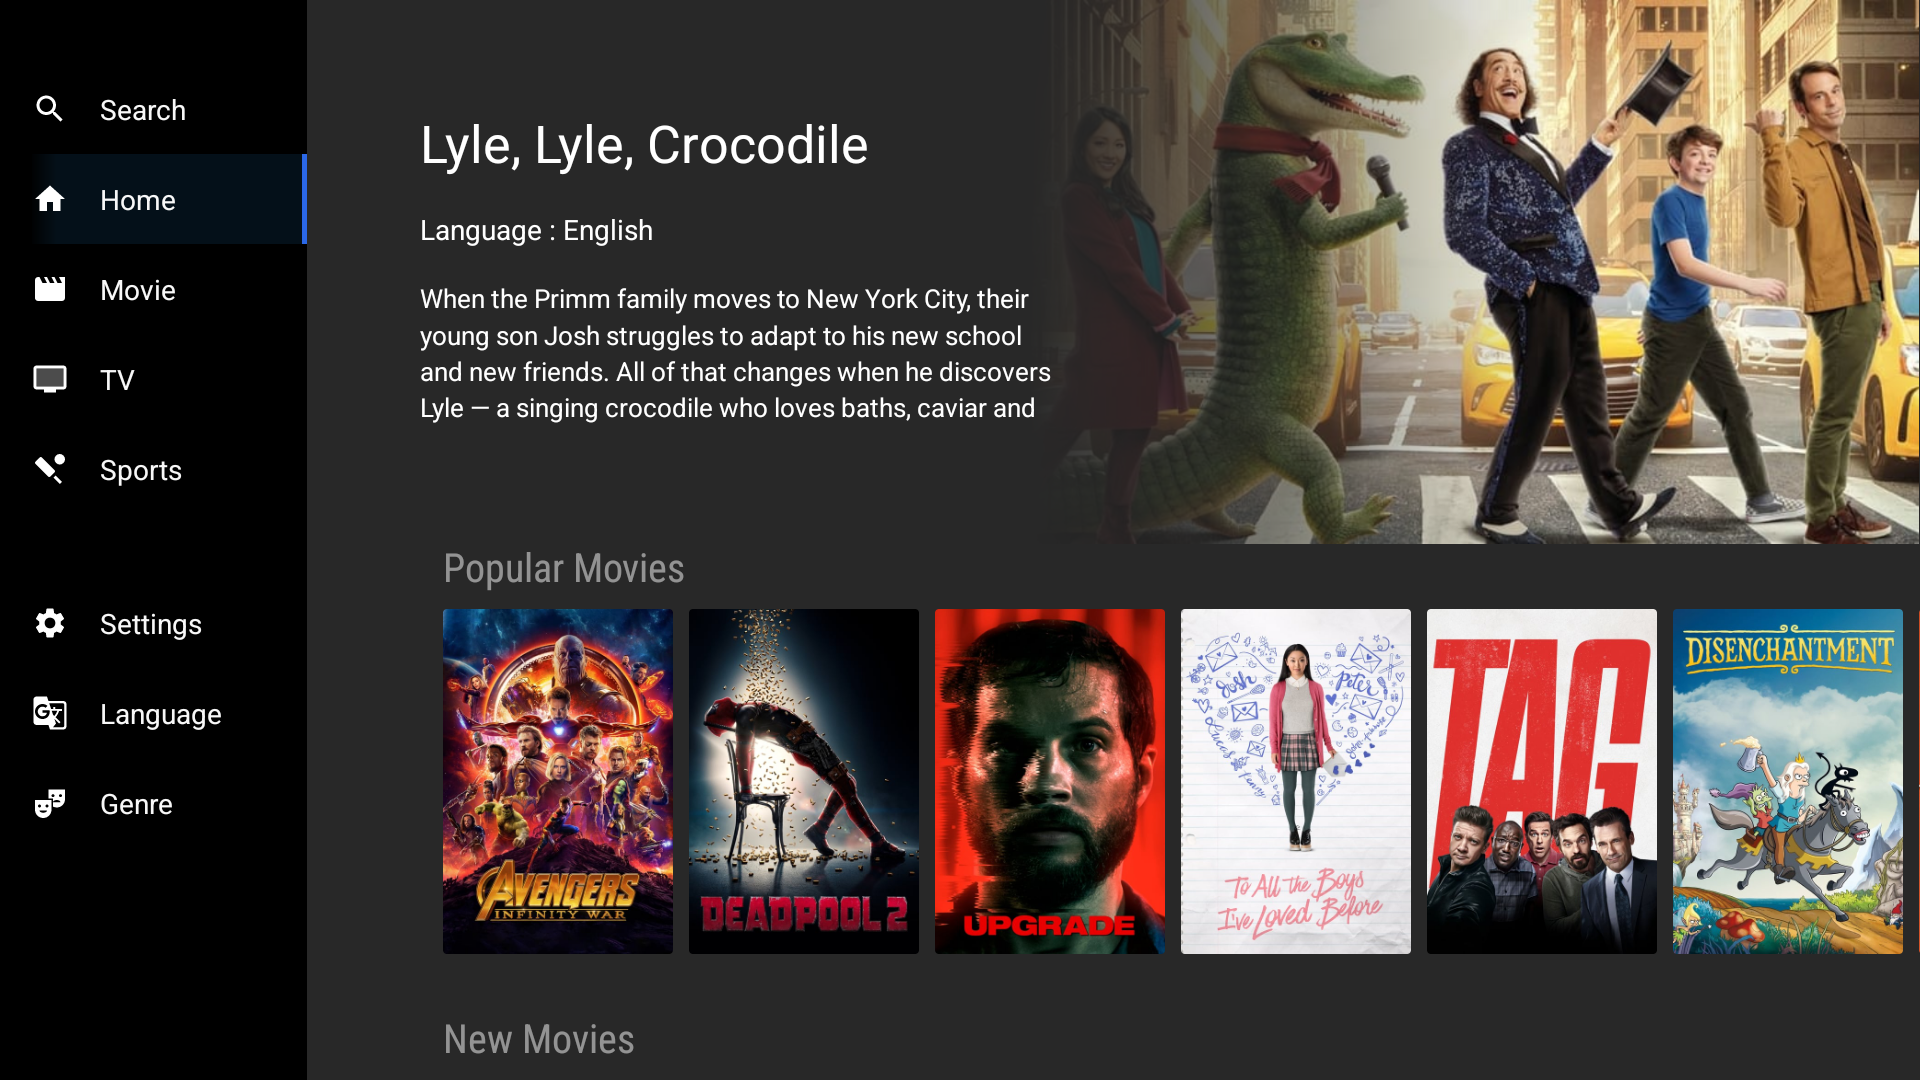 Search
Home
Movie
TV
Sports
Settings
Language
Genre
Lyle, Lyle, Crocodile
Language : English
When the Primm family moves to New York City, their
young son Josh struggles to adapt to his new school
and new friends. All of that changes when he discovers
Lyle — a singing crocodile who loves baths, caviar and
Popular Movies
AVENGERS
INFINITY WAR
DEADPOOL 2
UPGRADE
Josh
Peter
Lucas
Kenny
To All the Boys
I've Loved Before
TAG
DISENCHANTMENT
New Movies